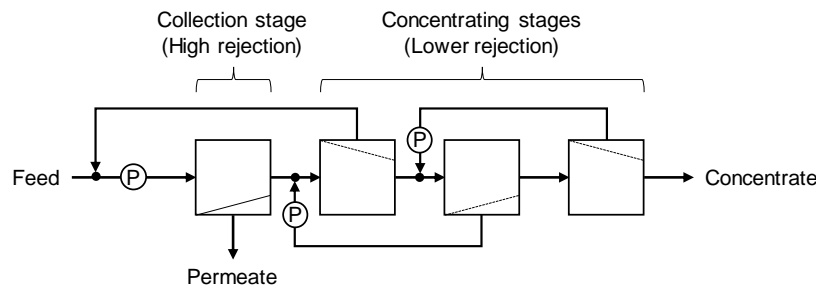 Collection stage
(High rejection)
Concentrating stages
(Lower rejection)
P
Feed
P
Concentrate
P
Permeate